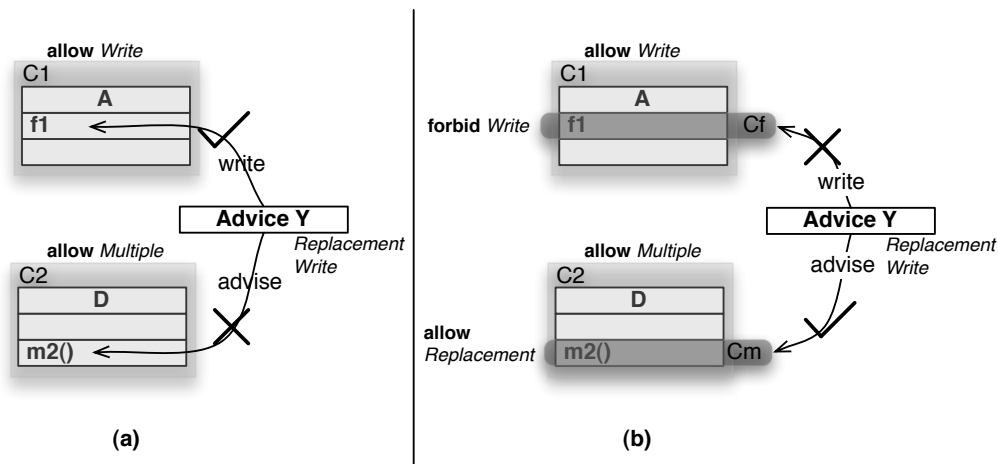 allow Write
C1
A
f1
write
Advice Y
Replacement
Write
allow Multiple
C2
advise
D
m2()
(a)
allow Write
C1
A
forbid Write
f1
Cf
write
Advice Y
Replacement
Write
allow Multiple
advise
C2
D
allow
Replacement
m2()
Cm
(b)